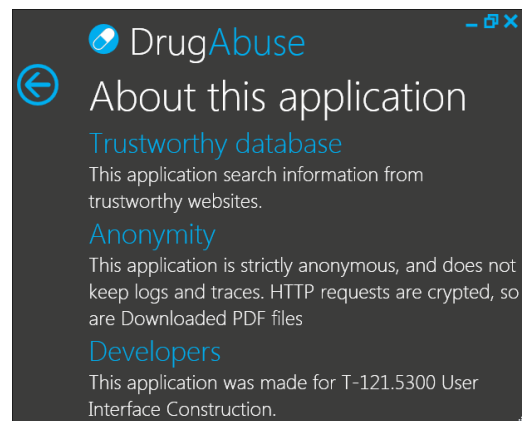 DrugAbuse
About this application
Trustworthy database
This application search information from
trustworthy websites.
Anonymity
This application is strictly anonymous, and does not
keep logs and traces. HTTP requests are crypted, so
are Downloaded PDF files
Developers
This application was made for T-121.5300 User
Interface Construction.